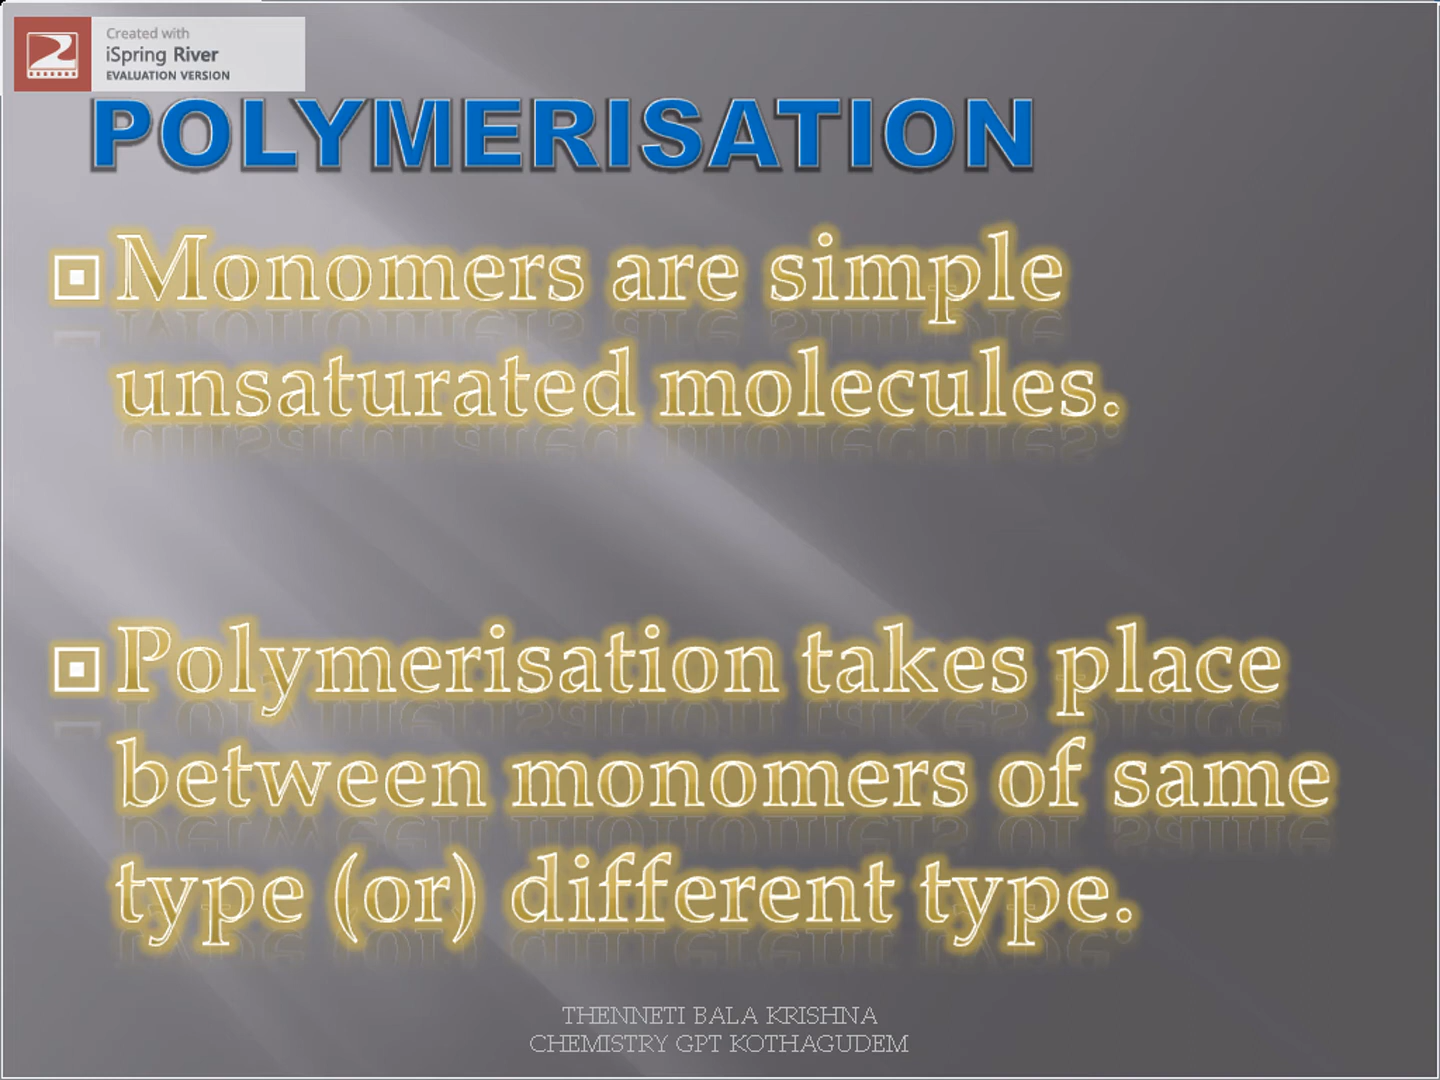 Created with
iSpring River
EVALUATION VERSION
POLYMERISATION
Monomers are simple
unsaturated molecules.
Polymerisation takes place
between monomers of same
type (or) different type.
THENNETI BALA KRISHNA
CHEMISTRY GPT KOTHAGUDEM